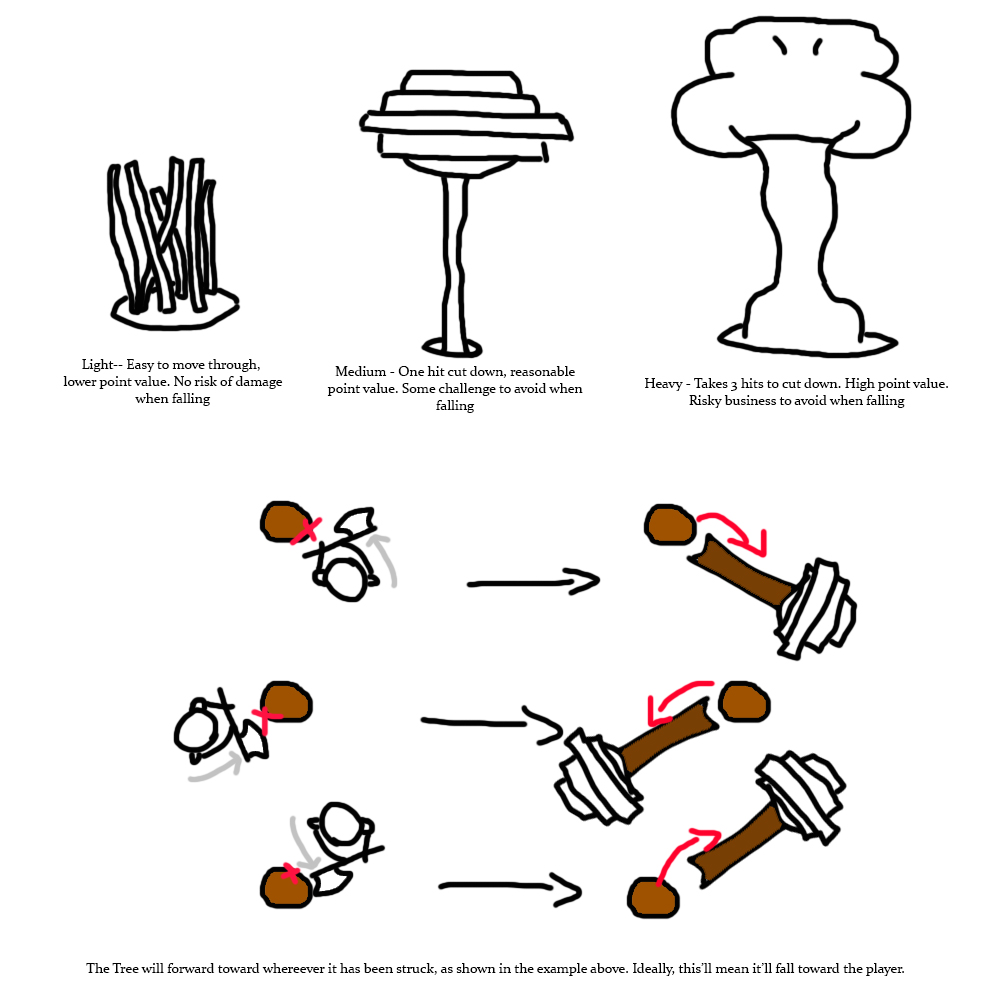 Light-- Easy to move through,
lower point value. No risk of damage
when falling
Medium - One hit cut down, reasonable
point value. Some challenge to avoid when
falling
Heavy - Takes 3 hits to cut down. High point value.
Risky business to avoid when falling
The Tree will forward toward whereever it has been struck, as shown in the example above. Ideally, this'll mean it'll fall toward the player.